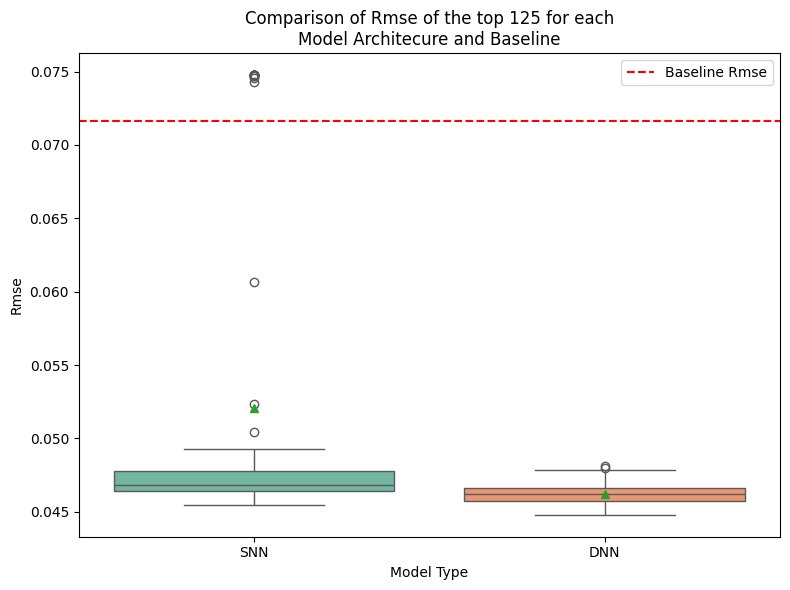 Comparison of Rmse of the top 125 for each
Model Architecure and Baseline
Baseline Rmse
0.075
0.070
0.065
0.060
0.055
0.050
0.045
Rmse
SNN
DNN
Model Type